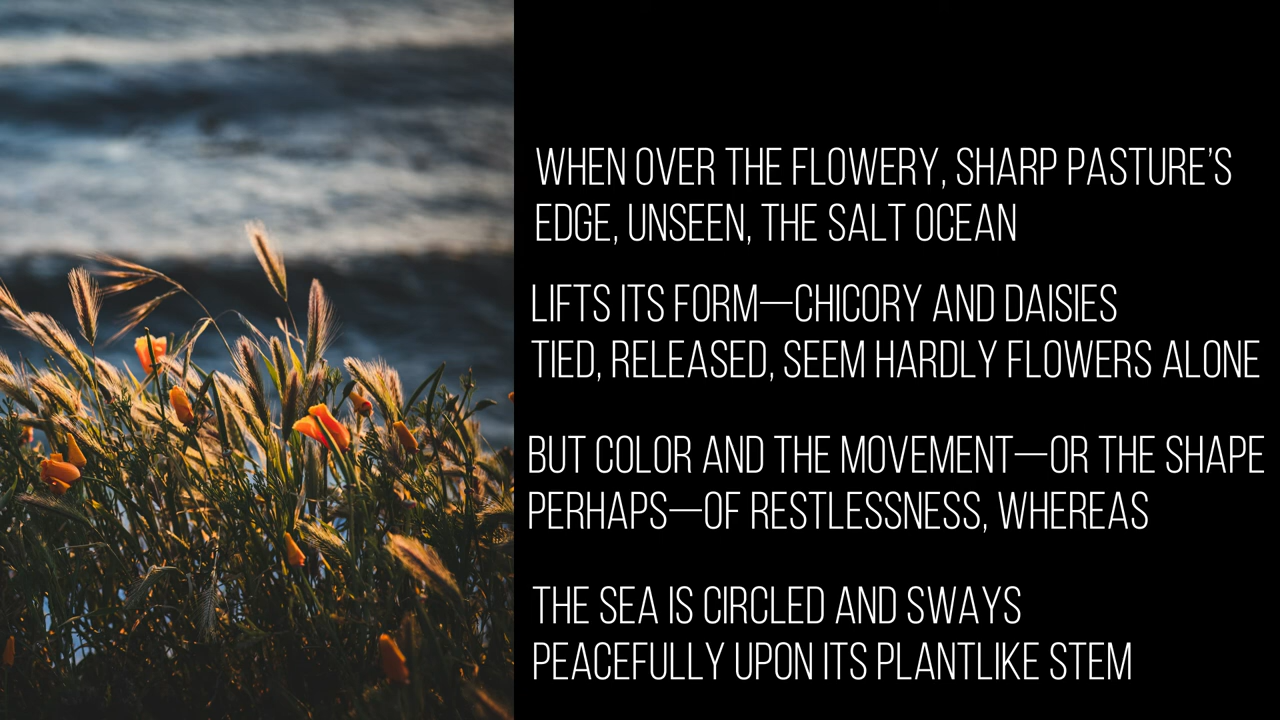 WHEN OVER THE FLOWERY, SHARP PASTURE’S
EDGE, UNSEEN, THE SALT OCEAN
LIFTS ITS FORM—CHICORY AND DAISIES
TIED, RELEASED, SEEM HARDLY FLOWERS ALONE
BUT COLOR AND THE MOVEMENT—OR THE SHAPE
PERHAPS—OF RESTLESSNESS, WHEREAS
THE SEA IS CIRCLED AND SWAYS
PEACEFULLY UPON ITS PLANTLIKE STEM